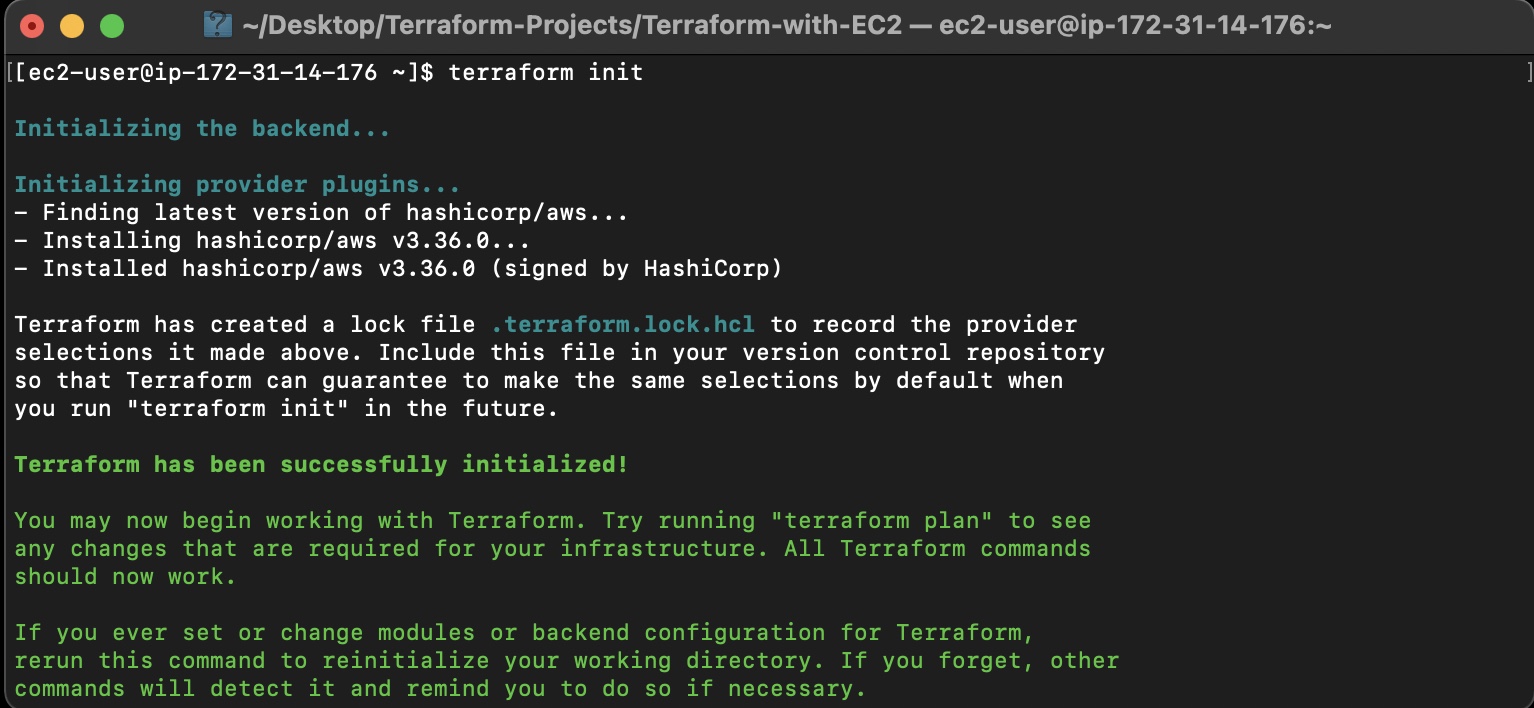 ~/Desktop/Terraform-Projects/Terraform-with-EC2 — ec2-user@ip-172-31-14-176:~
[[ec2-user@ip-172-31-14-176 ~]$ terraform init ]
Initializing the backend...
Initializing provider plugins...
- Finding latest version of hashicorp/aws...
- Installing hashicorp/aws v3.36.0...
- Installed hashicorp/aws v3.36.0 (signed by HashiCorp)
Terraform has created a lock file .terraform.lock.hcl to record the provider
selections it made above. Include this file in your version control repository
so that Terraform can guarantee to make the same selections by default when
you run "terraform init" in the future.
Terraform has been successfully initialized!
You may now begin working with Terraform. Try running "terraform plan" to see
any changes that are required for your infrastructure. All Terraform commands
should now work.
If you ever set or change modules or backend configuration for Terraform,
rerun this command to reinitialize your working directory. If you forget, other
commands will detect it and remind you to do so if necessary.